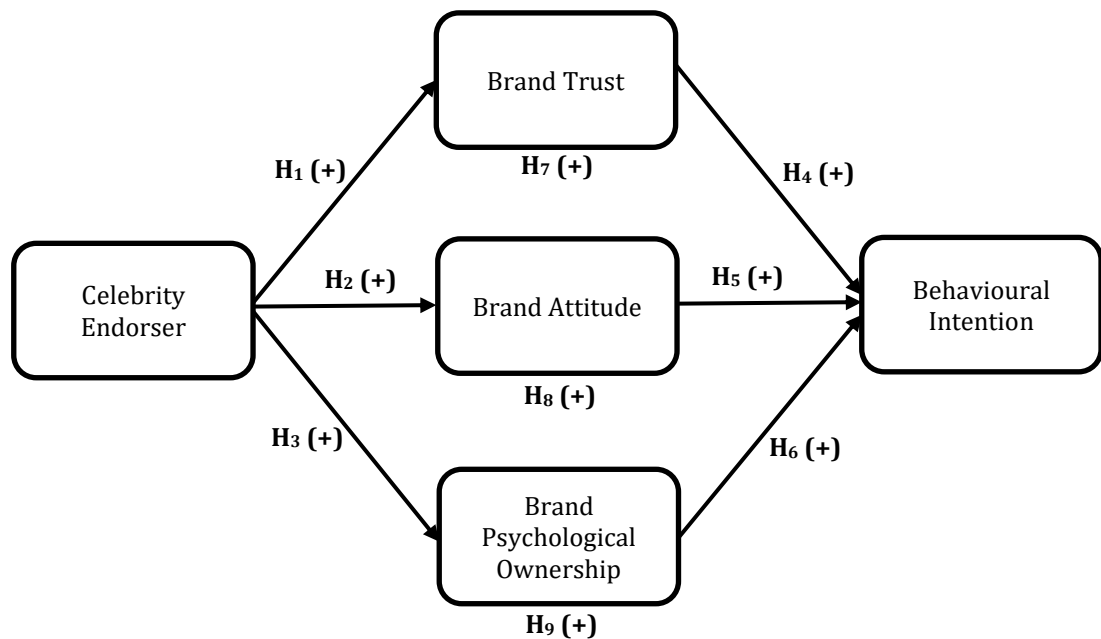 Brand Trust
H₇ (+)
H₁ (+)
H₄ (+)
Celebrity
Endorser
H₂ (+)
Brand Attitude
H₅ (+)
Behavioural
Intention
H₈ (+)
H₃ (+)
H₆ (+)
Brand
Psychological
Ownership
H₉ (+)